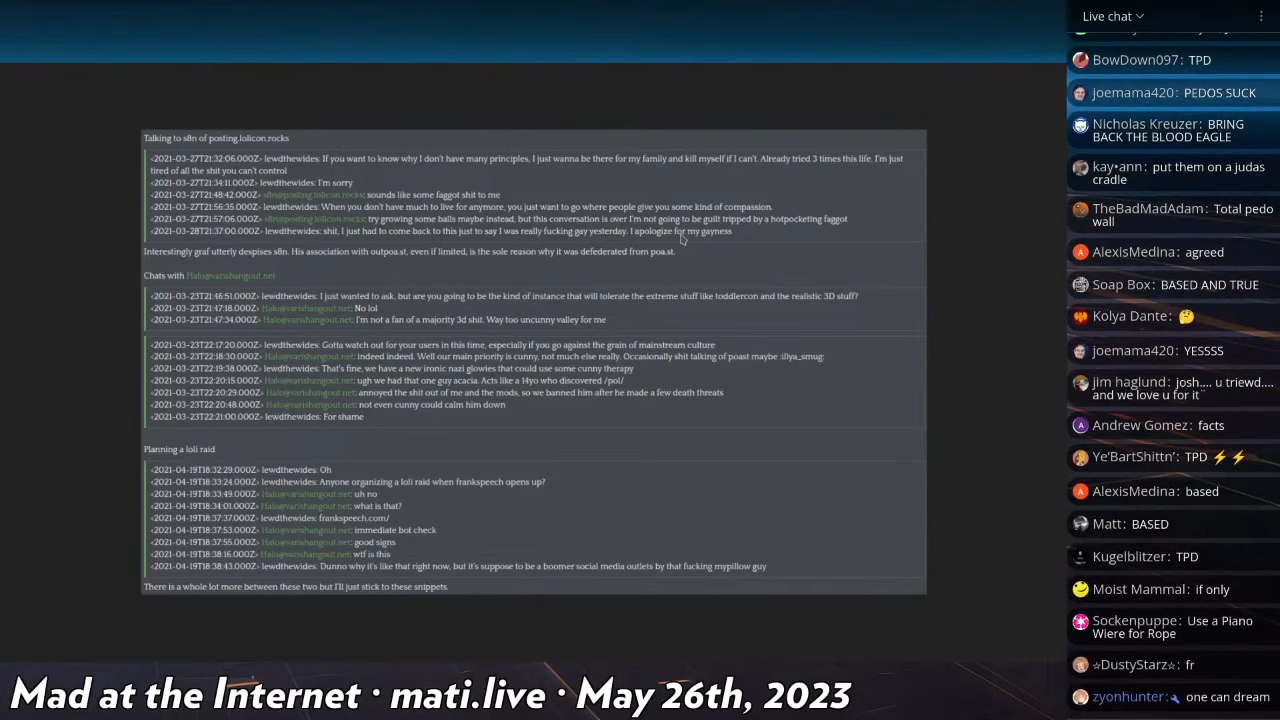 Live chat
BowDown097: TPD
joemama420: PEDOS SUCK
Nicholas Kreuzer: BRING
BACK THE BLOOD EAGLE
kay•ann: put them on a judas
cradle
TheBadMadAdam: Total pedo
wall
AlexisMedina: agreed
Soap Box: BASED AND TRUE
Kolya Dante: 🤔
joemama420: YESSSS
Jim haglund: josh.... u triewd....
and we love u for it
Andrew Gomez: facts
Ye'BartShittn': TPD ⚡⚡
AlexisMedina: based
Matt: BASED
Kugelblitzer: TPD
Moist Mammal: if only
Sockenpuppe: Use a Piano
Wiere for Rope
☆DustyStarz☆: fr
zyonhunter: one can dream
Talking to s8n of posting.lolicon.rocks
<2021-03-27T21:32:06.000Z> lewdthewides: If you want to know why I don't have many principles, I just wanna be there for my family and kill myself if I can't. Already tried 3 times this life. I'm just
tired of all the shit you can't control
<2021-03-27T21:34:11.000Z> lewdthewides: I'm sorry
<2021-03-27T21:48:42.000Z> s8n@posting.lolicon.rocks: sounds like some faggot shit to me
<2021-03-27T21:56:35.000Z> lewdthewides: When you don't have much to live for anymore, you just want to go where people give you some kind of compassion.
<2021-03-27T21:57:06.000Z> s8n@posting.lolicon.rocks: try growing some balls maybe instead, but this conversation is over I'm not going to be guilt tripped by a hotpocketing faggot
<2021-03-28T21:37:00.000Z> lewdthewides: shit, I just had to come back to this just to say I was really fucking gay yesterday. I apologize for my gayness
Interestingly graf utterly despises s8n. His association with outpoa.st, even if limited, is the sole reason why it was defederated from poa.st.
Chats with Halo@varishangout.net
<2021-03-23T21:46:51.000Z> lewdthewides: I just wanted to ask, but are you going to be the kind of instance that will tolerate the extreme stuff like toddlercon and the realistic 3D stuff?
<2021-03-23T21:47:18.000Z> Halo@varishangout.net: No lol
<2021-03-23T21:47:34.000Z> Halo@varishangout.net: I'm not a fan of a majority 3d shit. Way too uncunny valley for me
<2021-03-23T22:17:20.000Z> lewdthewides: Gotta watch out for your users in this time, especially if you go against the grain of mainstream culture
<2021-03-23T22:18:30.000Z> Halo@varishangout.net: indeed indeed. Well our main priority is cunny, not much else really. Occasionally shit talking of poast maybe :illya_smug:
<2021-03-23T22:19:38.000Z> lewdthewides: That's fine, we have a new ironic nazi glowies that could use some cunny therapy
<2021-03-23T22:20:15.000Z> Halo@varishangout.net: ugh we had that one guy acacia. Acts like a 14yo who discovered /pol/
<2021-03-23T22:20:29.000Z> Halo@varishangout.net: annoyed the shit out of me and the mods, so we banned him after he made a few death threats
<2021-03-23T22:20:48.000Z> Halo@varishangout.net: not even cunny could calm him down
<2021-03-23T22:21:00.000Z> lewdthewides: For shame
Planning a loli raid
<2021-04-19T18:32:29.000Z> lewdthewides: Oh
<2021-04-19T18:33:24.000Z> lewdthewides: Anyone organizing a loli raid when frankspeech opens up?
<2021-04-19T18:33:49.000Z> Halo@varishangout.net: uh no
<2021-04-19T18:34:01.000Z> Halo@varishangout.net: what is that?
<2021-04-19T18:37:37.000Z> lewdthewides: frankspeech.com/
<2021-04-19T18:37:53.000Z> Halo@varishangout.net: immediate bot check
<2021-04-19T18:37:55.000Z> Halo@varishangout.net: good signs
<2021-04-19T18:38:16.000Z> Halo@varishangout.net: wtf is this
<2021-04-19T18:38:43.000Z> lewdthewides: Dunno why it's like that right now, but it's suppose to be a boomer social media outlets by that fucking mypillow guy
There is a whole lot more between these two but I'll just stick to these snippets.
Mad at the Internet · mati.live · May 26th, 2023